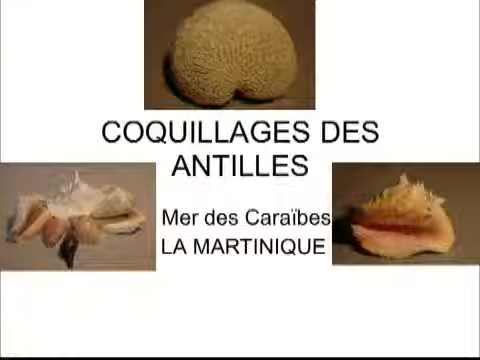 COQUILLAGES DES
ANTILLES
Mer des Caraïbes
LA MARTINIQUE